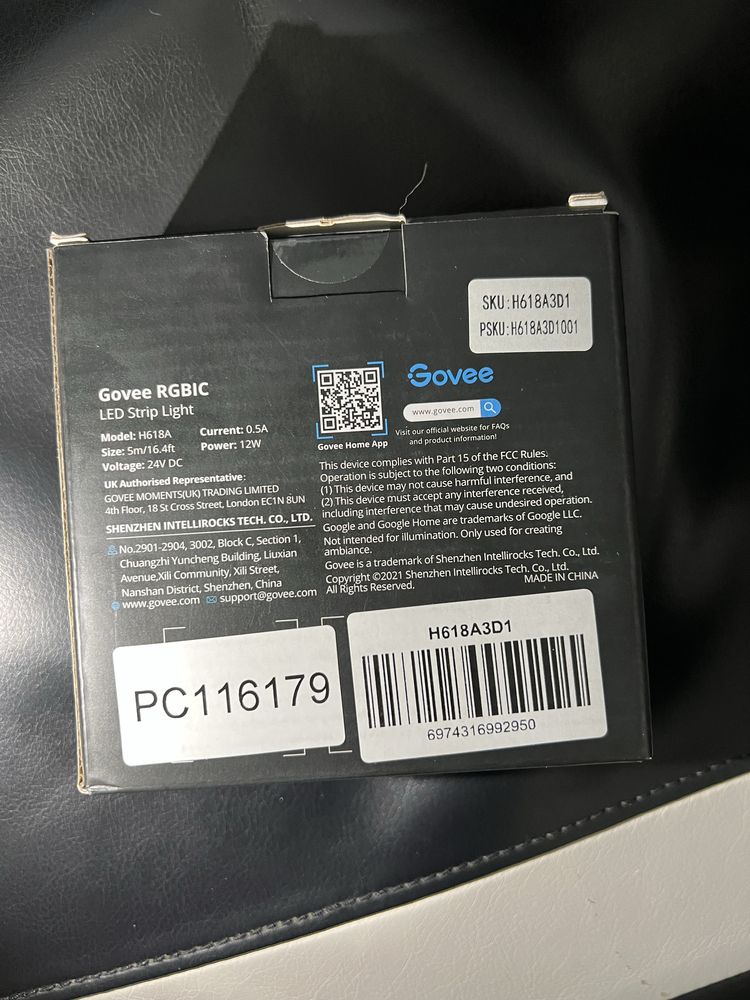 SKU:H618A3D1
PSKU:H618A3D1001
Govee RGBIC
LED Strip Light
Model: H618A
Size: 5m/16.4ft
Voltage: 24V DC
Current: 0.5A
Power: 12W
UK Authorised Representative:
GOVEE MOMENTS(UK) TRADING LIMITED
4th Floor, 18 St Cross Street, London EC1N 8UN
SHENZHEN INTELLIROCKS TECH. CO., LTD.
No.2901-2904, 3002, Block C, Section 1,
Chuangzhi Yuncheng Building, Liuxian
Avenue,Xili Community, Xili Street,
Nanshan District, Shenzhen, China
www.govee.com support@govee.com
Govee Home App
Govee
www.govee.com
Visit our official website for FAQs
and product information!
This device complies with Part 15 of the FCC Rules.
Operation is subject to the following two conditions:
(1) This device may not cause harmful interference, and
(2) This device must accept any interference received,
including interference that may cause undesired operation.
Google and Google Home are trademarks of Google LLC.
Not intended for illumination. Only used for creating
ambiance.
Govee is a trademark of Shenzhen Intellirocks Tech. Co., Ltd.
Copyright ©2021 Shenzhen Intellirocks Tech. Co., Ltd.
All Rights Reserved.
MADE IN CHINA
PC116179
H618A3D1
6974316992950